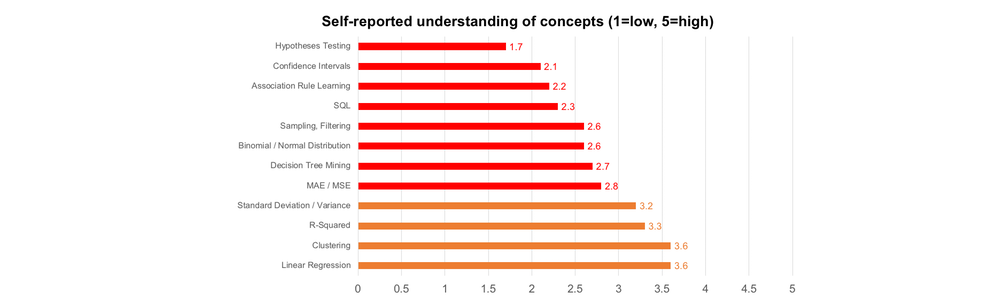 Self-reported understanding of concepts (1=low, 5=high)
Hypotheses Testing 1.7
Confidence Intervals 2.1
Association Rule Learning 2.2
SQL 2.3
Sampling, Filtering 2.6
Binomial / Normal Distribution 2.6
Decision Tree Mining 2.7
MAE / MSE 2.8
Standard Deviation / Variance 3.2
R-Squared 3.3
Clustering 3.6
Linear Regression 3.6
0 0.5 1 1.5 2 2.5 3 3.5 4 4.5 5